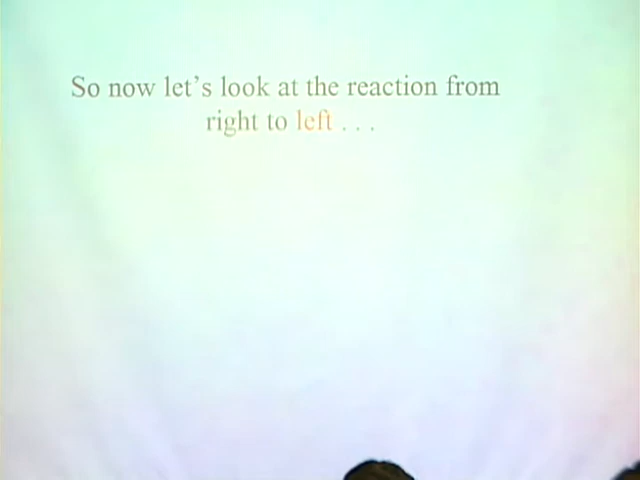 So now let's look at the reaction from
right to left . . .